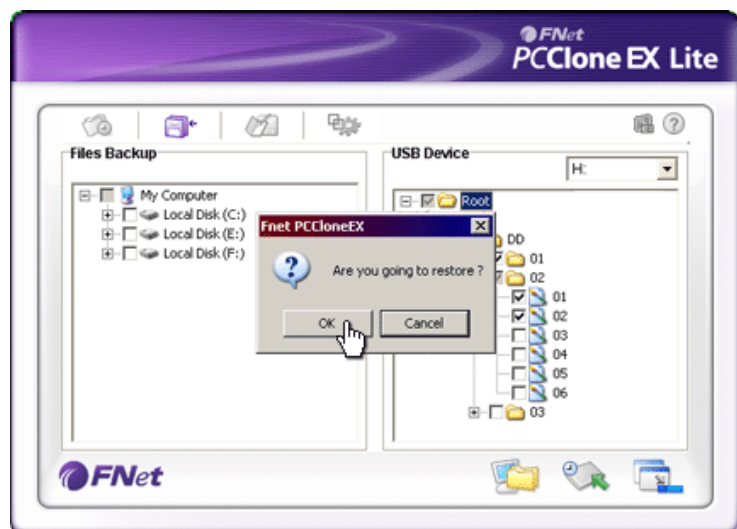 FNet
PCClone EX Lite
Files Backup
USB Device
H:
My Computer
Local Disk (C:)
Local Disk (E:)
Local Disk (F:)
Root
DD
01
02
01
02
03
04
05
06
03
Fnet PCCloneEX
Are you going to restore ?
OK
Cancel
FNet